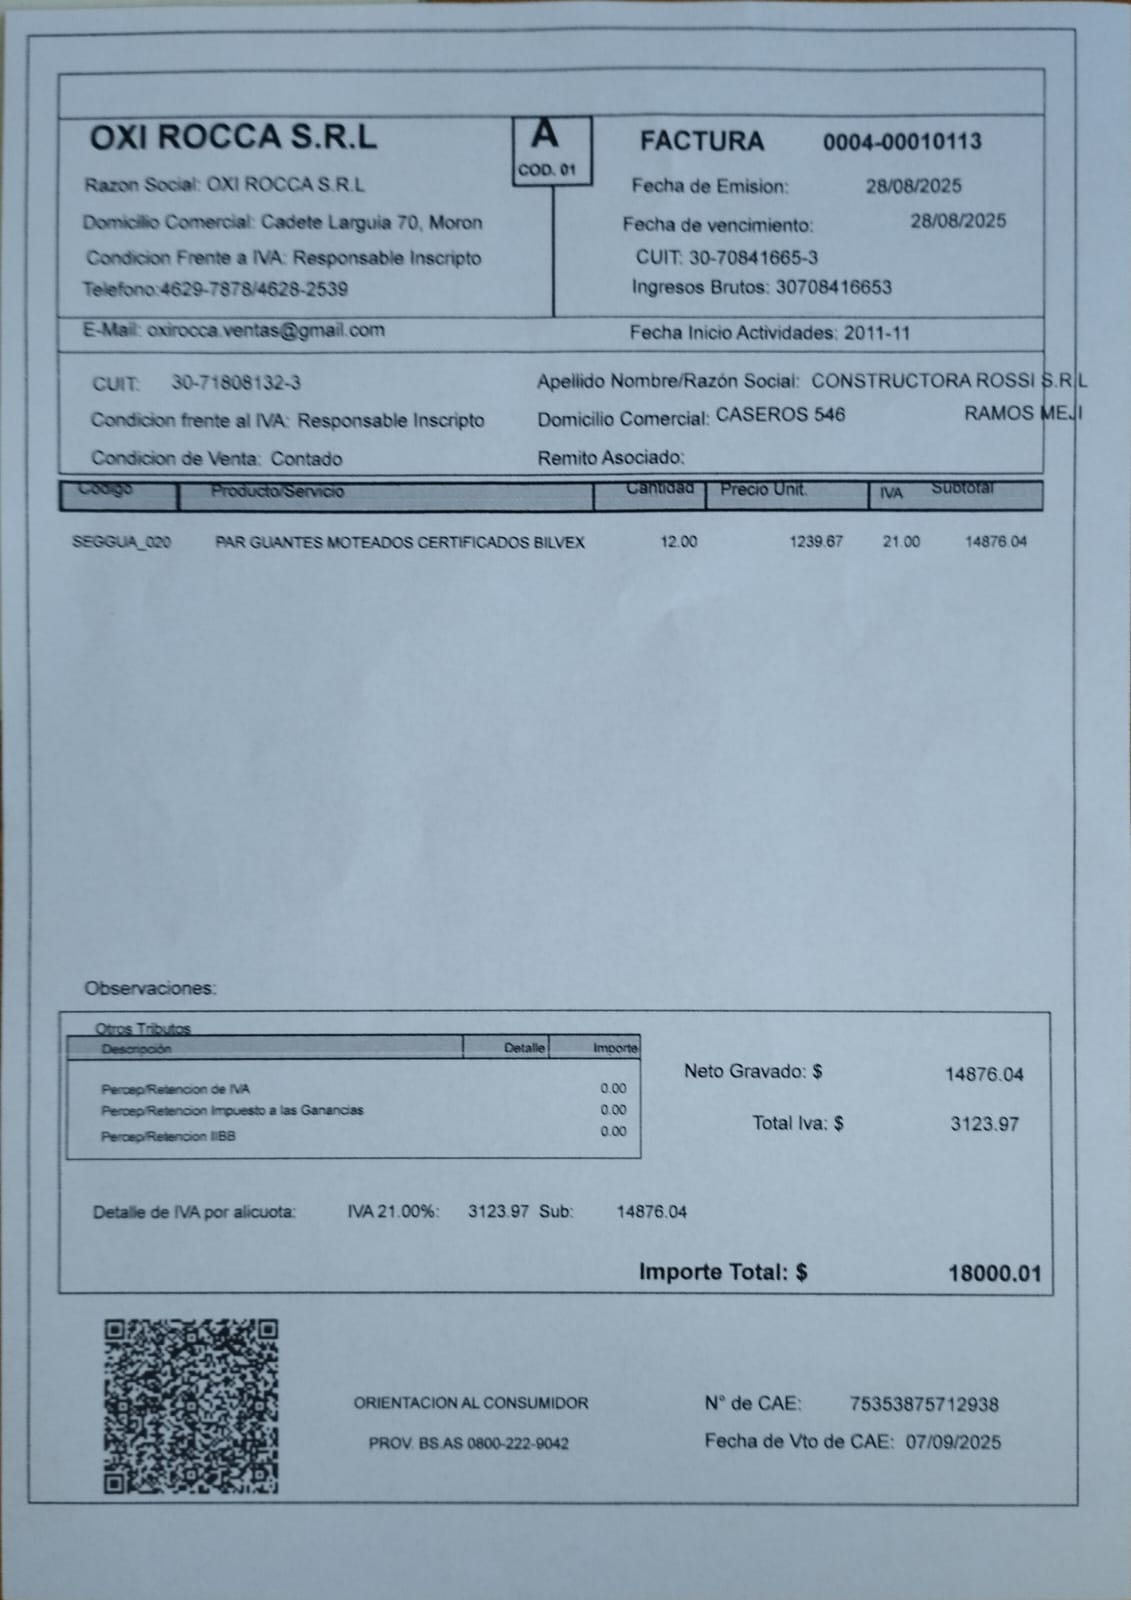 OXI ROCCA S.R.L
A
COD. 01
FACTURA 0004-00010113
Razon Social: OXI ROCCA S.R.L
Fecha de Emision: 28/08/2025
Domicilio Comercial: Cadete Larguia 70, Moron
Fecha de vencimiento: 28/08/2025
Condicion Frente a IVA: Responsable Inscripto
CUIT: 30-70841665-3
Telefono:4629-7878/4628-2539
Ingresos Brutos: 30708416653
E-Mail: oxirocca.ventas@gmail.com
Fecha Inicio Actividades: 2011-11
CUIT: 30-71808132-3
Apellido Nombre/Razón Social: CONSTRUCTORA ROSSI S.R.L
Condicion frente al IVA: Responsable Inscripto
Domicilio Comercial: CASEROS 546 RAMOS MEJI
Condicion de Venta: Contado
Remito Asociado:
Codigo Producto/Servicio Cantidad Precio Unit. IVA Subtotal
SEGGUA_020 PAR GUANTES MOTEADOS CERTIFICADOS BILVEX 12.00 1239.67 21.00 14876.04
Observaciones:
Otros Tributos
Descripción Detalle Importe
Percep/Retencion de IVA 0.00
Percep/Retencion Impuesto a las Ganancias 0.00
Percep/Retencion IIBB 0.00
Neto Gravado: $ 14876.04
Total Iva: $ 3123.97
Detalle de IVA por alicuota: IVA 21.00%: 3123.97 Sub: 14876.04
Importe Total: $ 18000.01
ORIENTACION AL CONSUMIDOR
PROV. BS.AS 0800-222-9042
N° de CAE: 75353875712938
Fecha de Vto de CAE: 07/09/2025